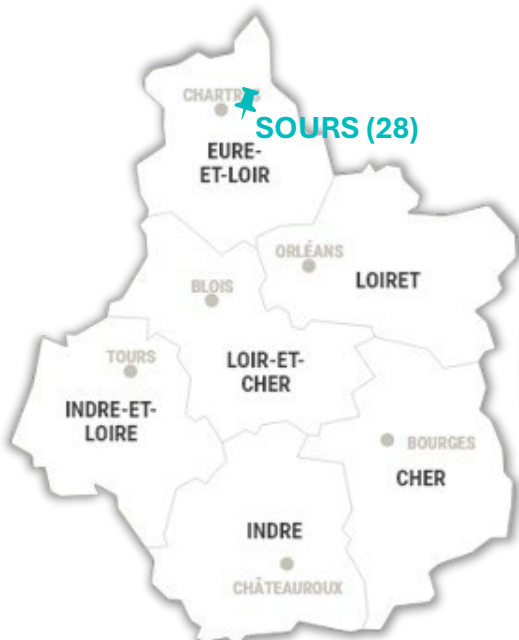 CHARTRES
SOURS (28)
EURE-
ET-LOIR
ORLÉANS
LOIRET
BLOIS
TOURS
LOIR-ET-
CHER
INDRE-ET-
LOIRE
BOURGES
CHER
INDRE
CHÂTEAUROUX